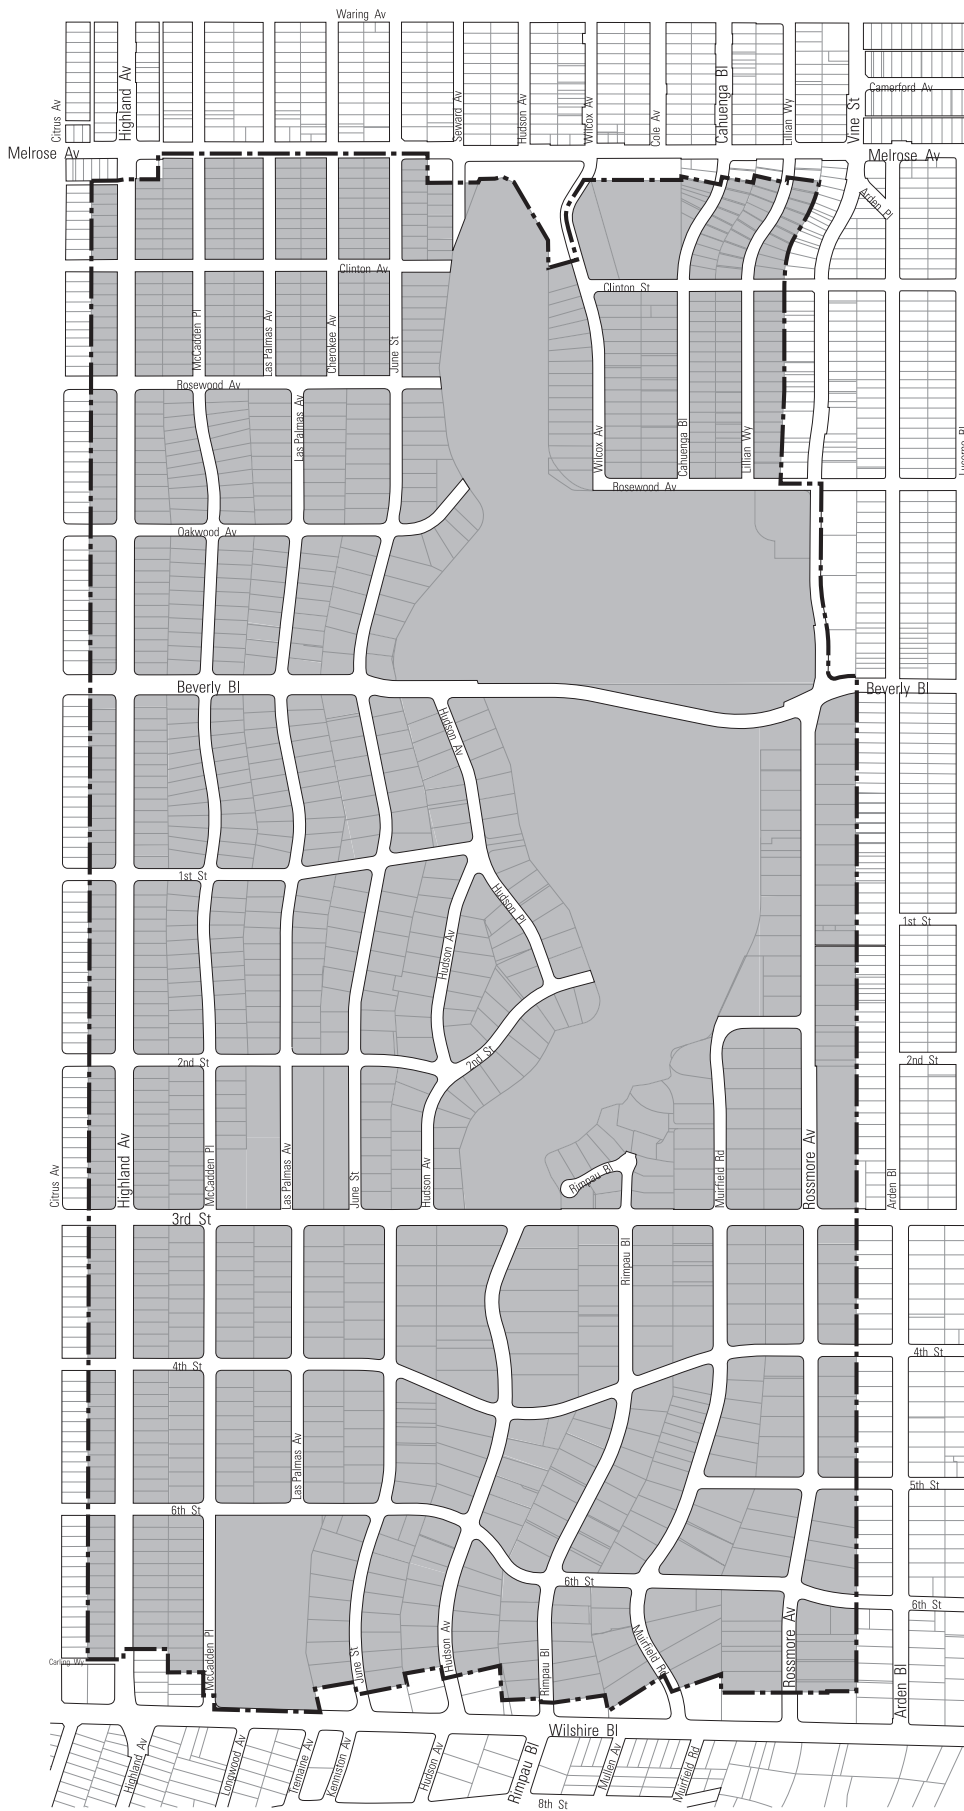 Waring Av
Citrus Av
Highland Av
Seward Av
Hudson Av
Wilcox Av
Cole Av
Cahuenga Bl
Lillian Wy
Vine St
Camerford Av
Melrose Av
Melrose Av
Arden Pl
Clinton Av
Clinton St
McCadden Pl
Las Palmas Av
Cherokee Av
June St
Rosewood Av
Las Palmas Av
Wilcox Av
Cahuenga Bl
Lillian Wy
Lucerne Bl
Rosewood Av
Oakwood Av
Beverly Bl
Beverly Bl
Hudson Av
1st St
Hudson Pl
Hudson Av
1st St
2nd St
2nd St
2nd St
Citrus Av
Highland Av
McCadden Pl
Las Palmas Av
June St
Hudson Av
Rimpau Bl
Muirfield Rd
Rossmore Av
Arden Bl
3rd St
Rimpau Bl
4th St
4th St
Las Palmas Av
5th St
6th St
6th St
6th St
Carling Wy
McCadden Pl
June St
Hudson Av
Rimpau Bl
Muirfield Rd
Rossmore Av
Arden Bl
Wilshire Bl
Highland Av
Longwood Av
Tremaine Av
Keniston Av
Hudson Av
Rimpau Bl
Mullen Av
Muirfield Rd
8th St